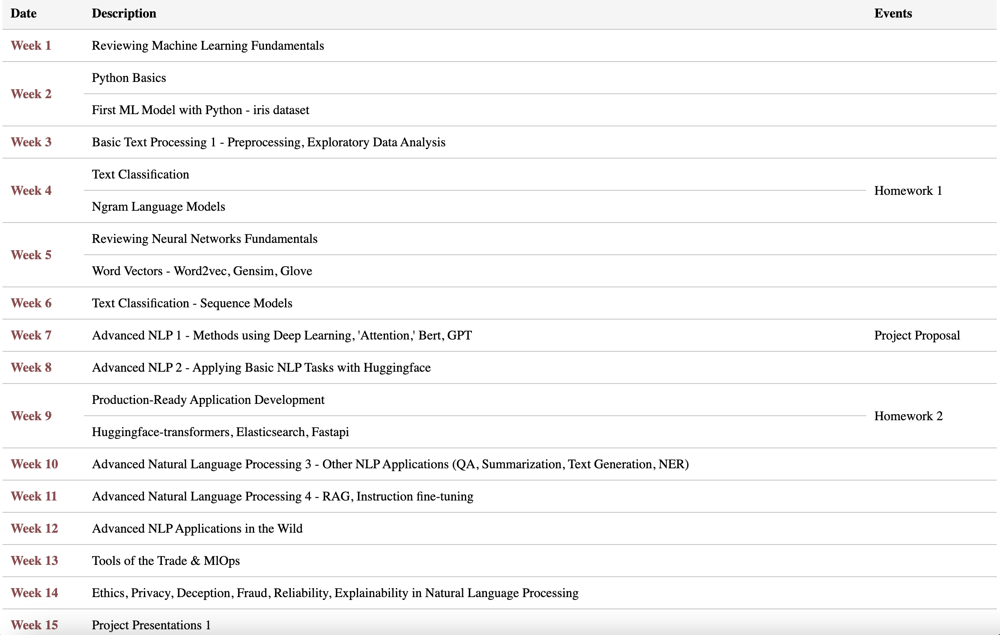 Date Description Events
Week 1 Reviewing Machine Learning Fundamentals
Week 2 Python Basics
First ML Model with Python - iris dataset
Week 3 Basic Text Processing 1 - Preprocessing, Exploratory Data Analysis
Week 4 Text Classification Homework 1
Ngram Language Models
Week 5 Reviewing Neural Networks Fundamentals
Word Vectors - Word2vec, Gensim, Glove
Week 6 Text Classification - Sequence Models
Week 7 Advanced NLP 1 - Methods using Deep Learning, 'Attention,' Bert, GPT Project Proposal
Week 8 Advanced NLP 2 - Applying Basic NLP Tasks with Huggingface
Week 9 Production-Ready Application Development Homework 2
Huggingface-transformers, Elasticsearch, Fastapi
Week 10 Advanced Natural Language Processing 3 - Other NLP Applications (QA, Summarization, Text Generation, NER)
Week 11 Advanced Natural Language Processing 4 - RAG, Instruction fine-tuning
Week 12 Advanced NLP Applications in the Wild
Week 13 Tools of the Trade & MlOps
Week 14 Ethics, Privacy, Deception, Fraud, Reliability, Explainability in Natural Language Processing
Week 15 Project Presentations 1